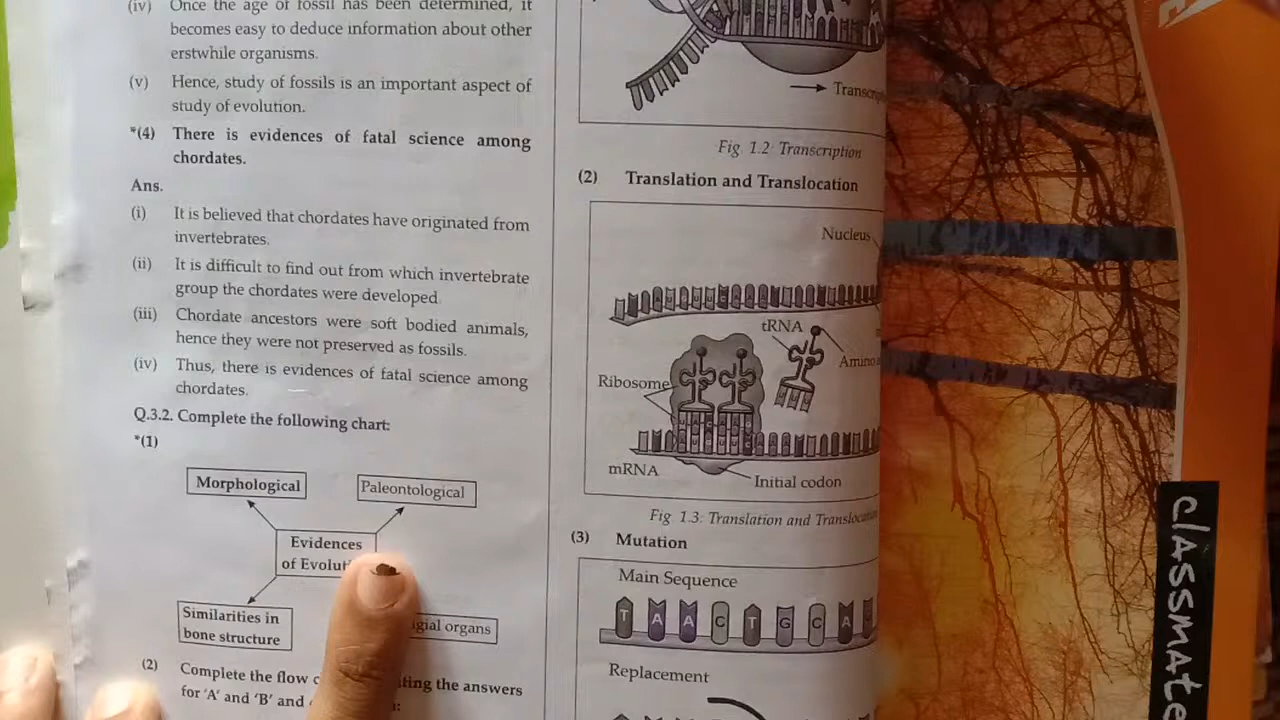 (iv) Once the age of fossil has been determined, it
becomes easy to deduce information about other
erstwhile organisms.
(v) Hence, study of fossils is an important aspect of
study of evolution.
*(4) There is evidences of fatal science among
chordates.
Ans.
(i) It is believed that chordates have originated from
invertebrates.
(ii) It is difficult to find out from which invertebrate
group the chordates were developed.
(iii) Chordate ancestors were soft bodied animals,
hence they were not preserved as fossils.
(iv) Thus, there is evidences of fatal science among
chordates.
Q.3.2. Complete the following chart:
*(1)
Morphological
Paleontological
Evidences
of
Similarities in
bone structure
organs
(2) Complete the flow
the answers
for 'A' and 'B' and
Fig 1.2 Transcription
(2) Translation and Translocation
Nucleus
tRNA
Ribosome
mRNA
Initial codon
Fig 1.3: Translation and
(3) Mutation
Main Sequence
T A A C T G C A
Replacement
classmate